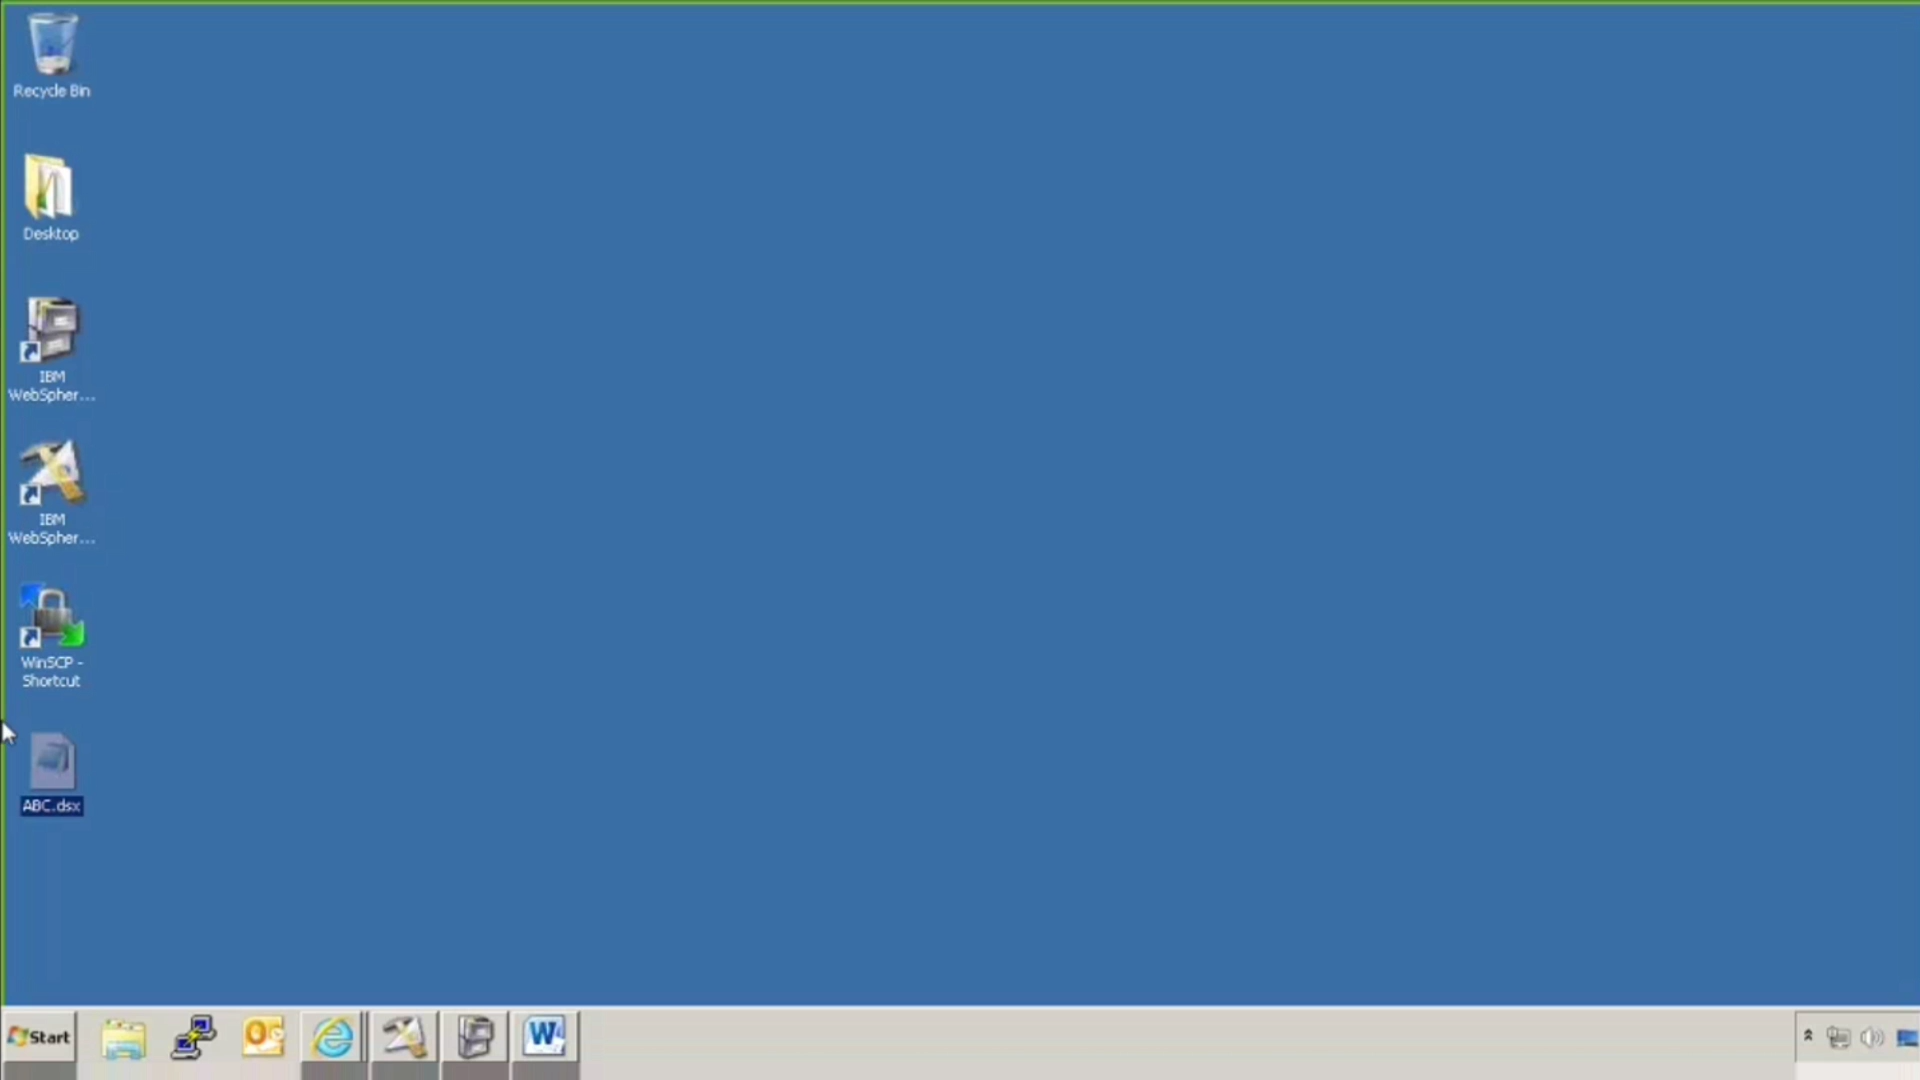 Recycle Bin
Desktop
IBM
WebSpher...
IBM
WebSpher...
WinSCP -
Shortcut
ABC.dsx
Start